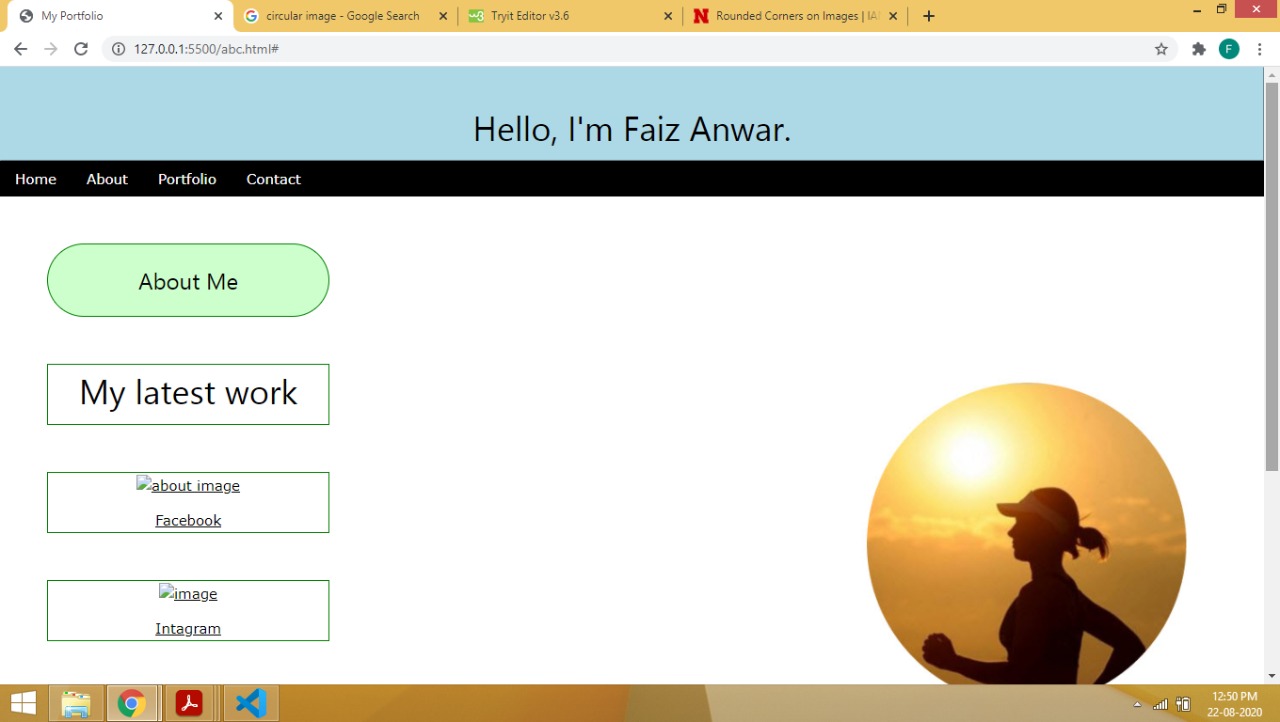 My Portfolio
circular image - Google Search
Tryit Editor v3.6
Rounded Corners on Images | IA
127.0.0.1:5500/abc.html#
F
Hello, I'm Faiz Anwar.
Home About Portfolio Contact
About Me
My latest work
about image
Facebook
image
Intagram
12:50 PM
22-08-2020